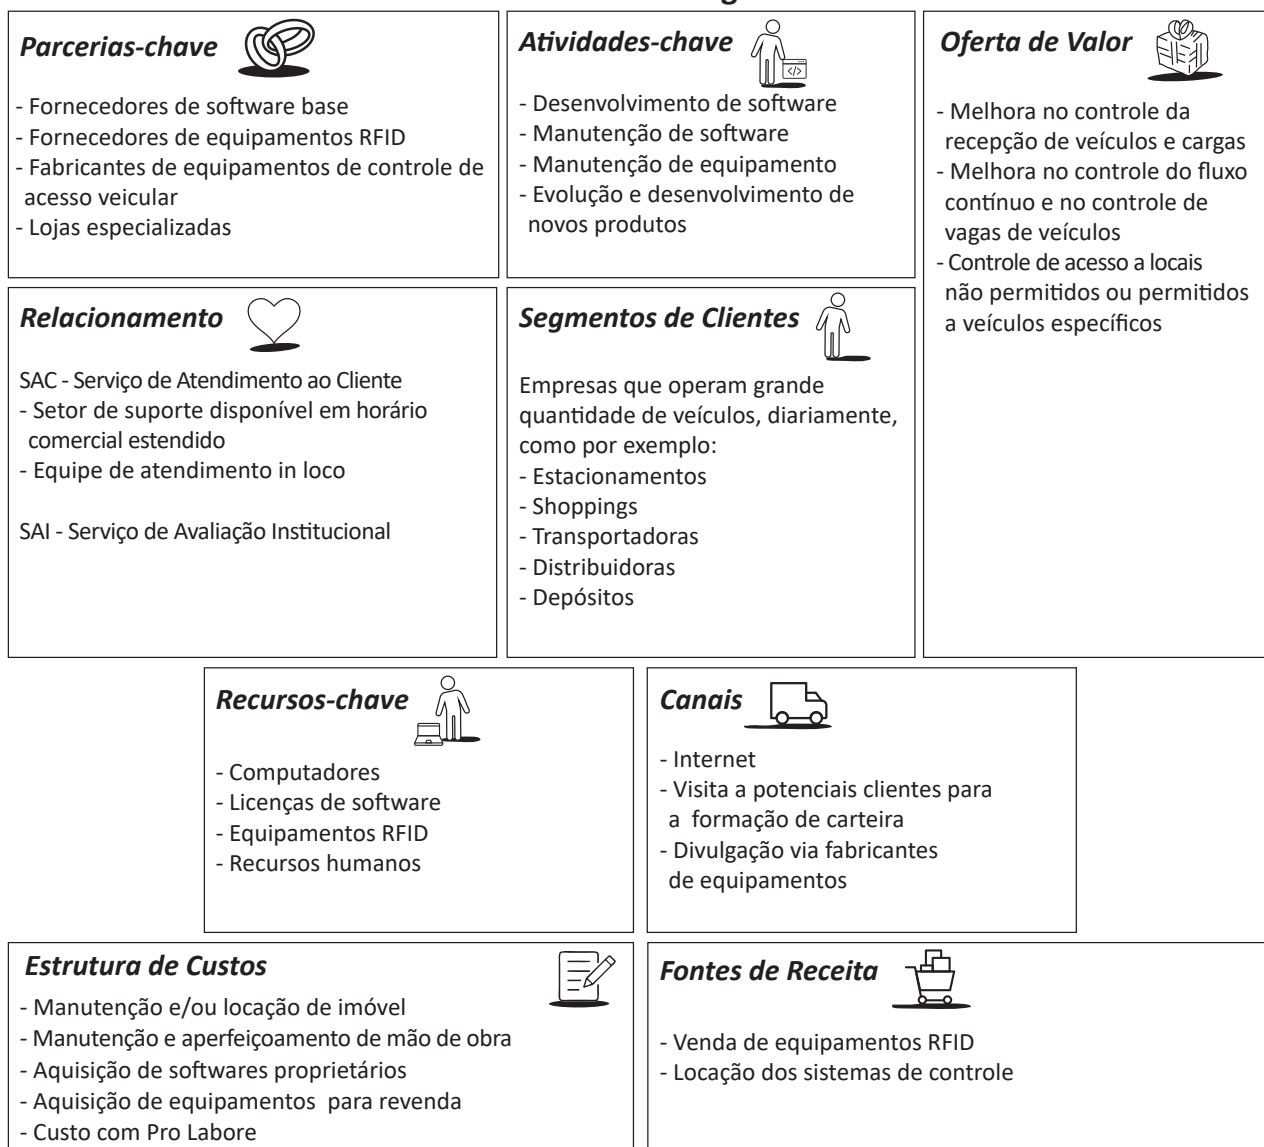 Parcerias-chave
- Fornecedores de software base
- Fornecedores de equipamentos RFID
- Fabricantes de equipamentos de controle de
acesso veicular
- Lojas especializadas
Atividades-chave
</>
- Desenvolvimento de software
- Manutenção de software
- Manutenção de equipamento
- Evolução e desenvolvimento de
novos produtos
Oferta de Valor
- Melhora no controle da
recepção de veículos e cargas
- Melhora no controle do fluxo
contínuo e no controle de
vagas de veículos
- Controle de acesso a locais
não permitidos ou permitidos
a veículos específicos
Relacionamento
SAC - Serviço de Atendimento ao Cliente
- Setor de suporte disponível em horário
comercial estendido
- Equipe de atendimento in loco
SAI - Serviço de Avaliação Institucional
Segmentos de Clientes
Empresas que operam grande
quantidade de veículos, diariamente,
como por exemplo:
- Estacionamentos
- Shoppings
- Transportadoras
- Distribuidoras
- Depósitos
Recursos-chave
- Computadores
- Licenças de software
- Equipamentos RFID
- Recursos humanos
Canais
- Internet
- Visita a potenciais clientes para
a formação de carteira
- Divulgação via fabricantes
de equipamentos
Estrutura de Custos
- Manutenção e/ou locação de imóvel
- Manutenção e aperfeiçoamento de mão de obra
- Aquisição de softwares proprietários
- Aquisição de equipamentos para revenda
- Custo com Pro Labore
Fontes de Receita
- Venda de equipamentos RFID
- Locação dos sistemas de controle